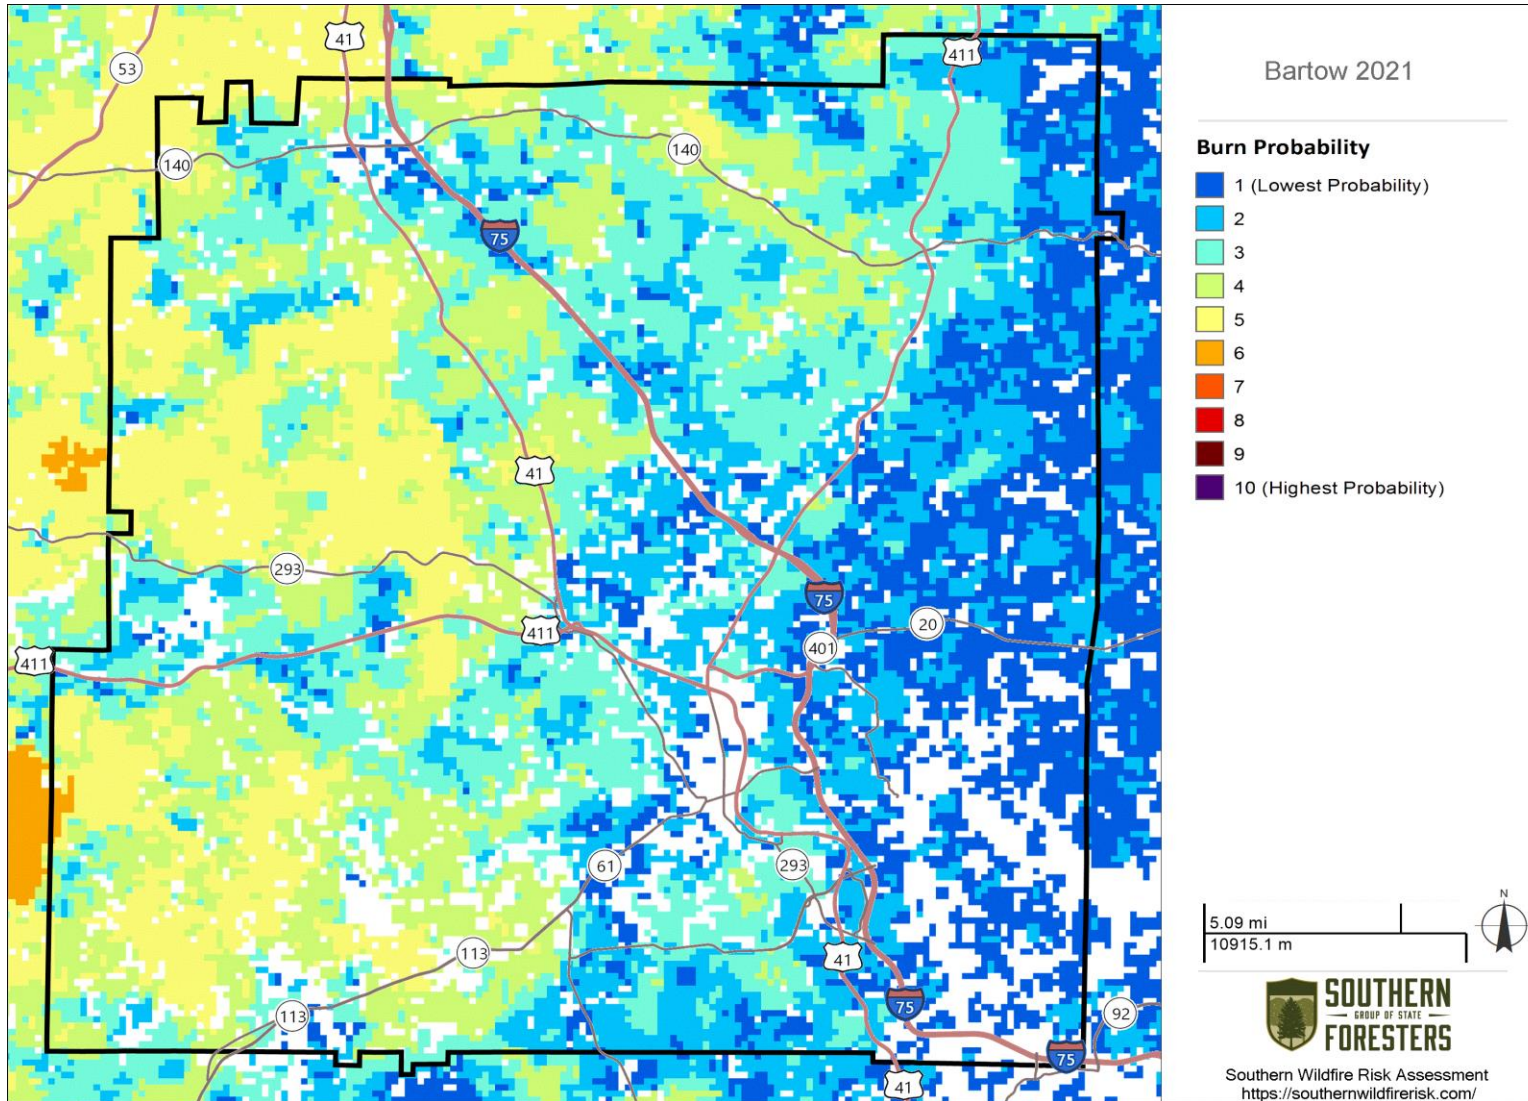 Bartow 2021
Burn Probability
1 (Lowest Probability)
2
3
4
5
6
7
8
9
10 (Highest Probability)
53
41
411
140
140
75
41
293
411
411
75
401
20
61
293
113
113
41
75
92
75
41
N
5.09 mi
10915.1 m
SOUTHERN
GROUP OF STATE
FORESTERS
Southern Wildfire Risk Assessment
https://southernwildfirerisk.com/